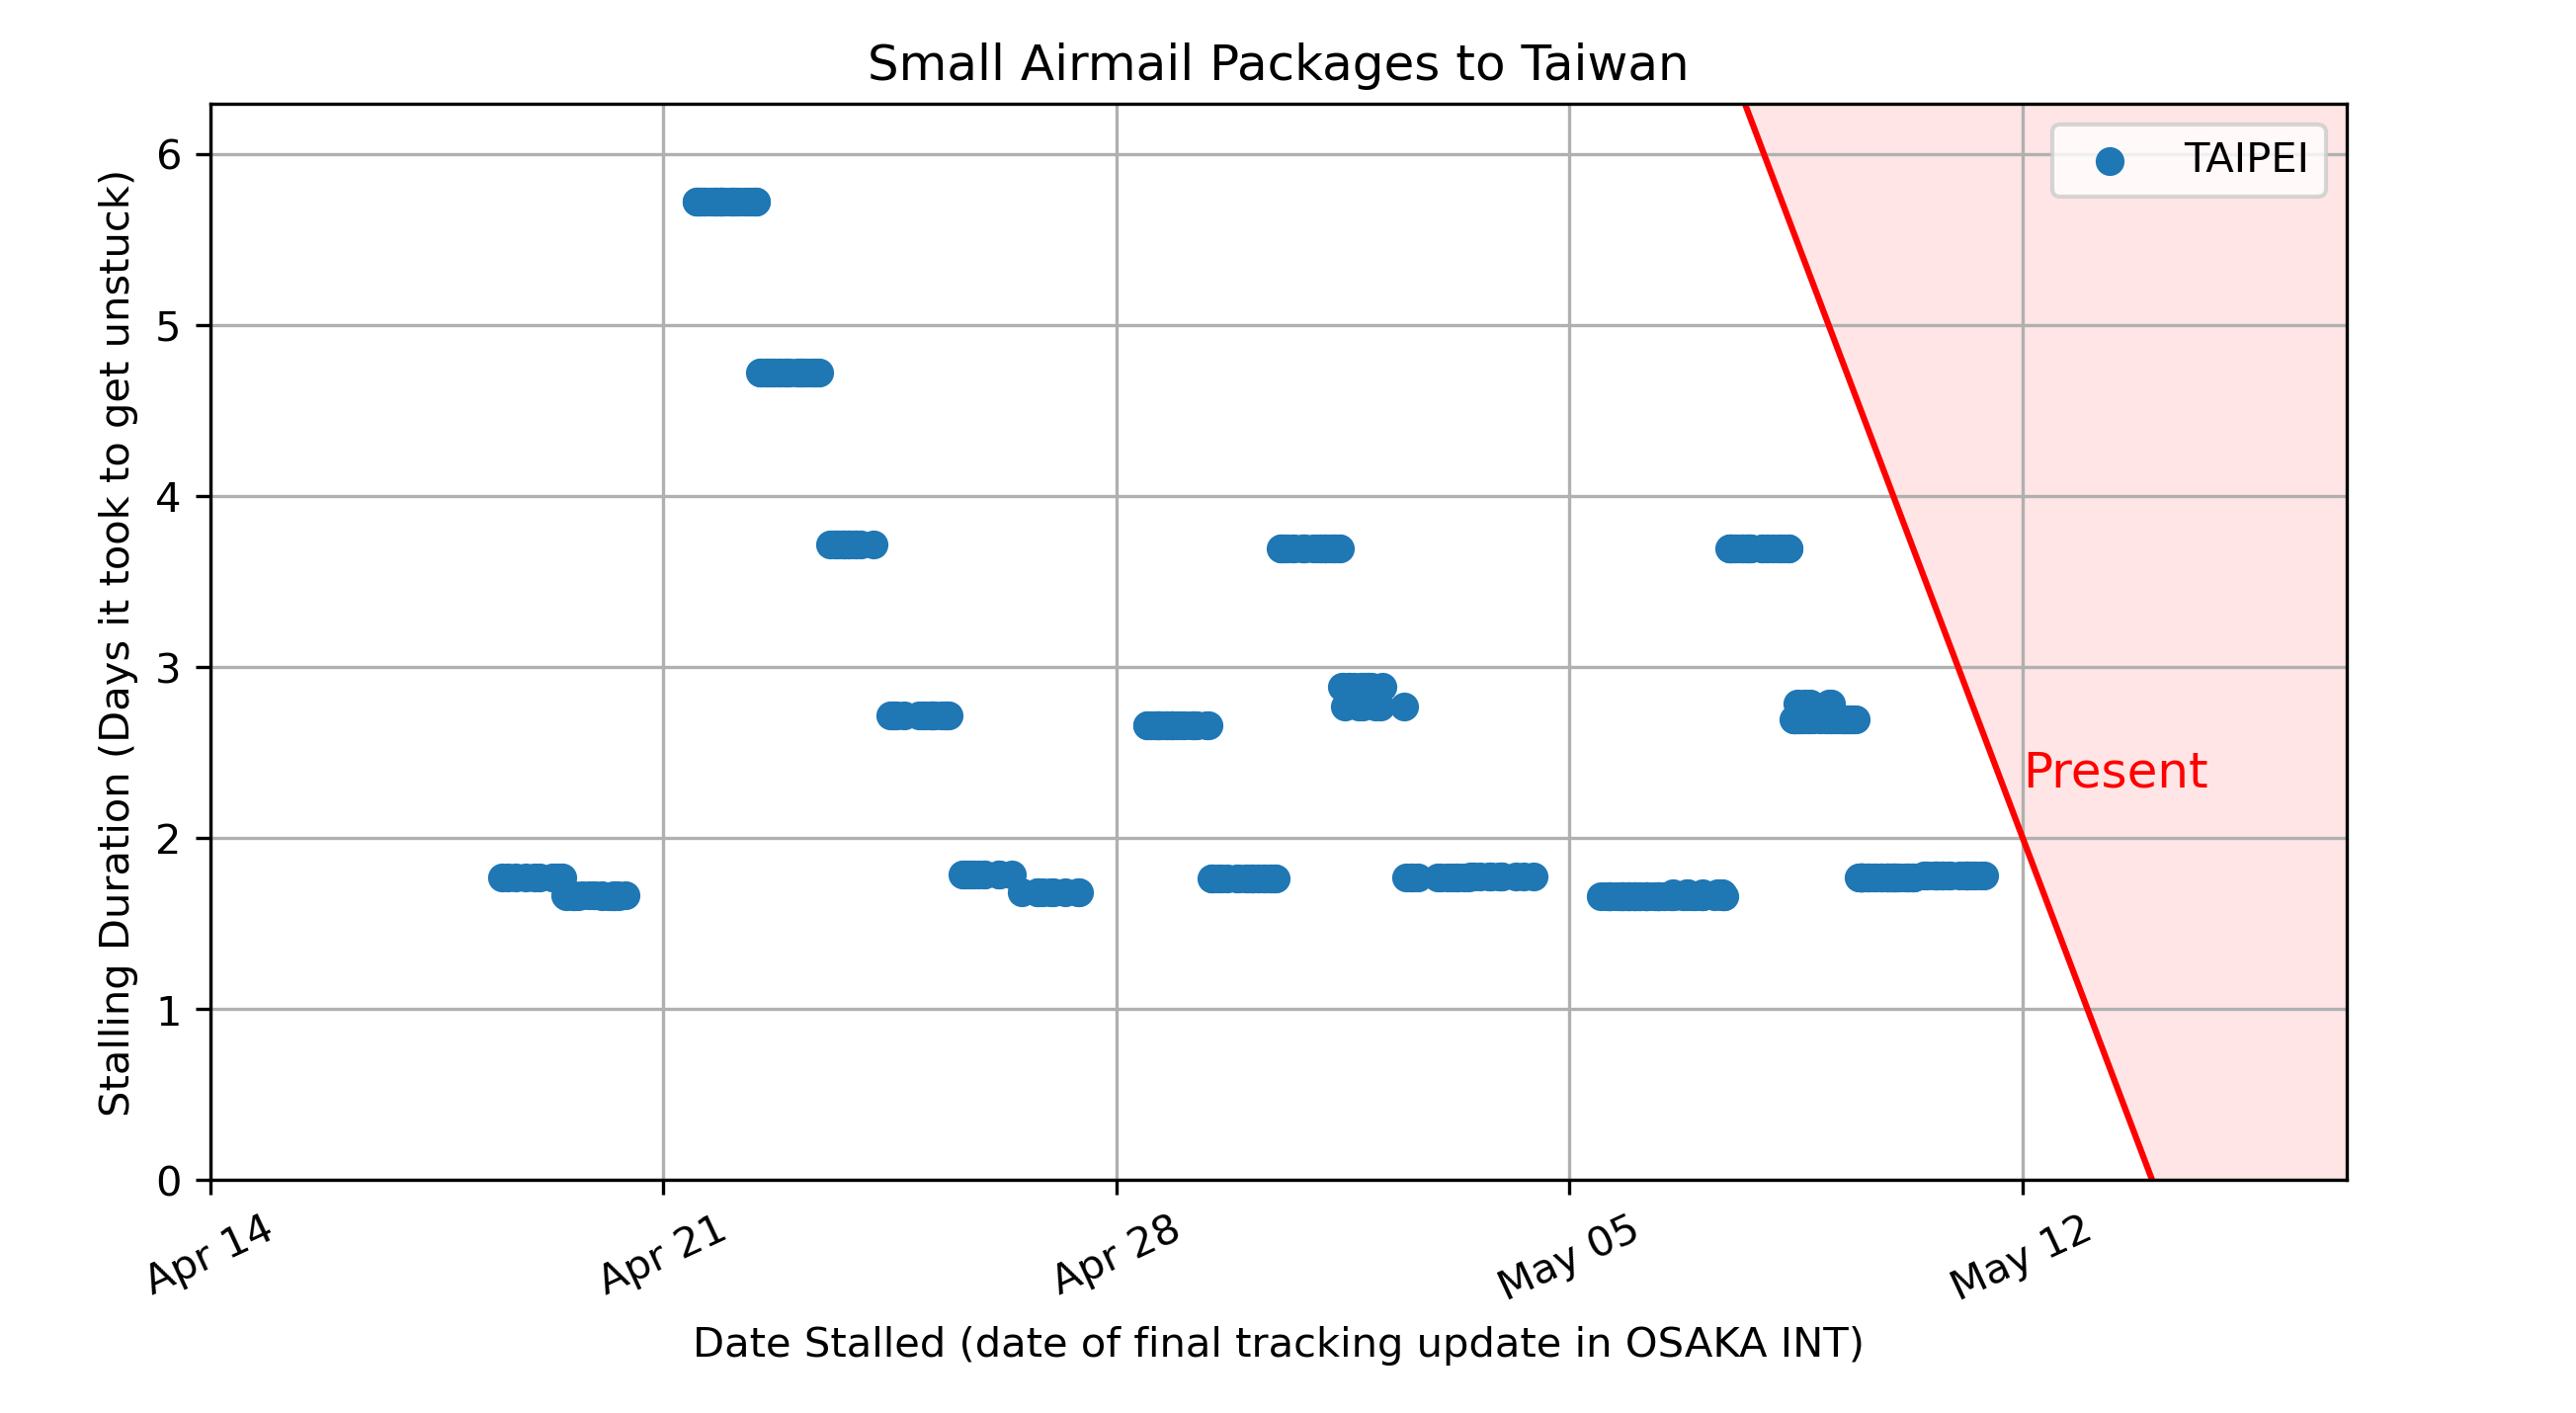 Small Airmail Packages to Taiwan
Stalling Duration (Days it took to get unstuck)
6
5
4
3
2
1
0
TAIPEI
Present
Apr 14
Apr 21
Apr 28
May 05
May 12
Date Stalled (date of final tracking update in OSAKA INT)